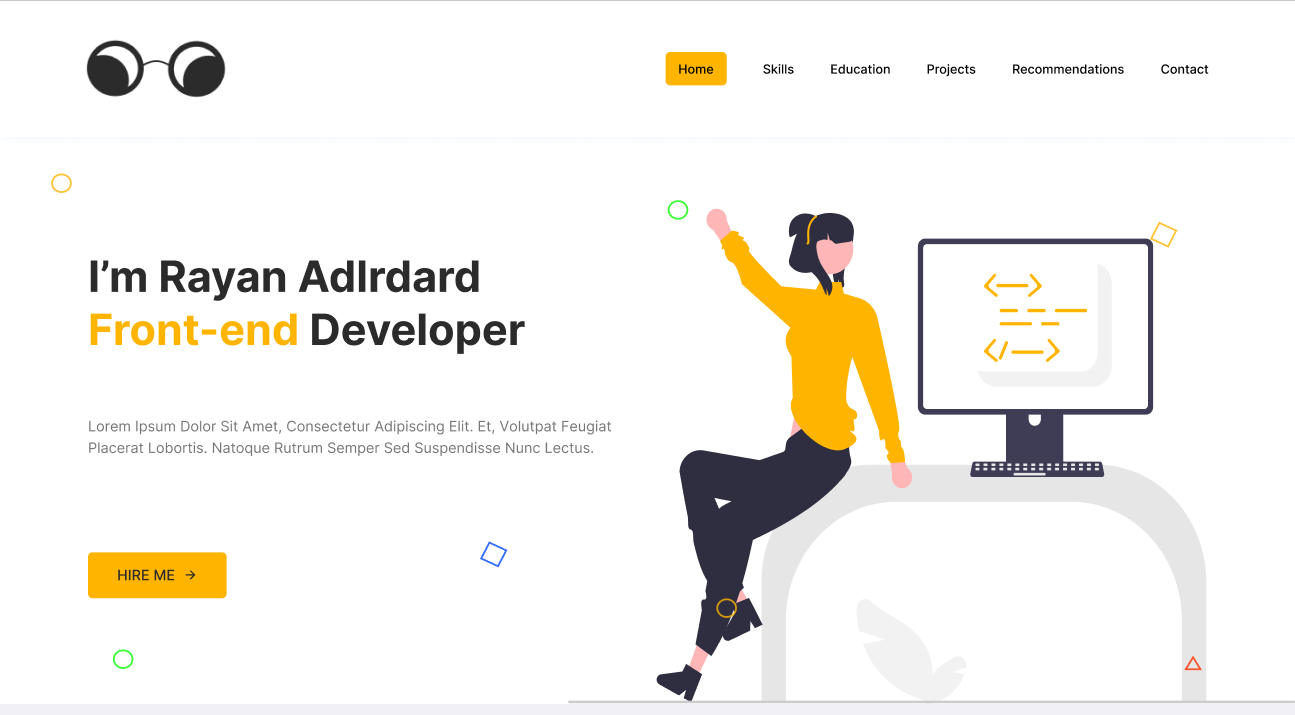 Home
Skills
Education
Projects
Recommendations
Contact
I’m Rayan Adlrdard
Front-end Developer
Lorem Ipsum Dolor Sit Amet, Consectetur Adipiscing Elit. Et, Volutpat Feugiat
Placerat Lobortis. Natoque Rutrum Semper Sed Suspendisse Nunc Lectus.
HIRE ME →